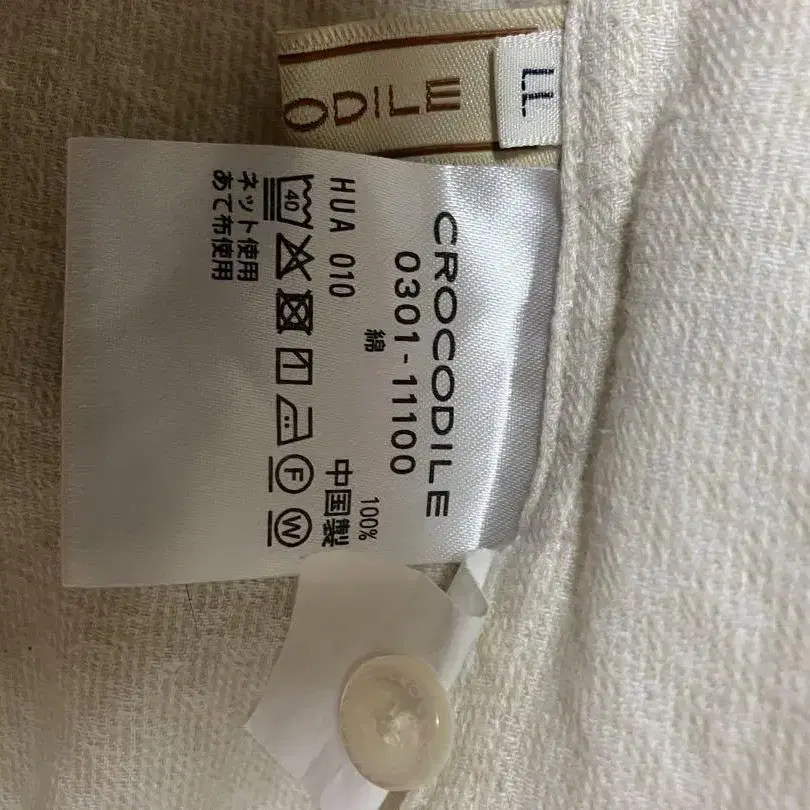 ODILE
LL
CROCODILE
0301-11100
綿 100%
HUA 010 中国製
40 F W
ネット使用
あて布使用